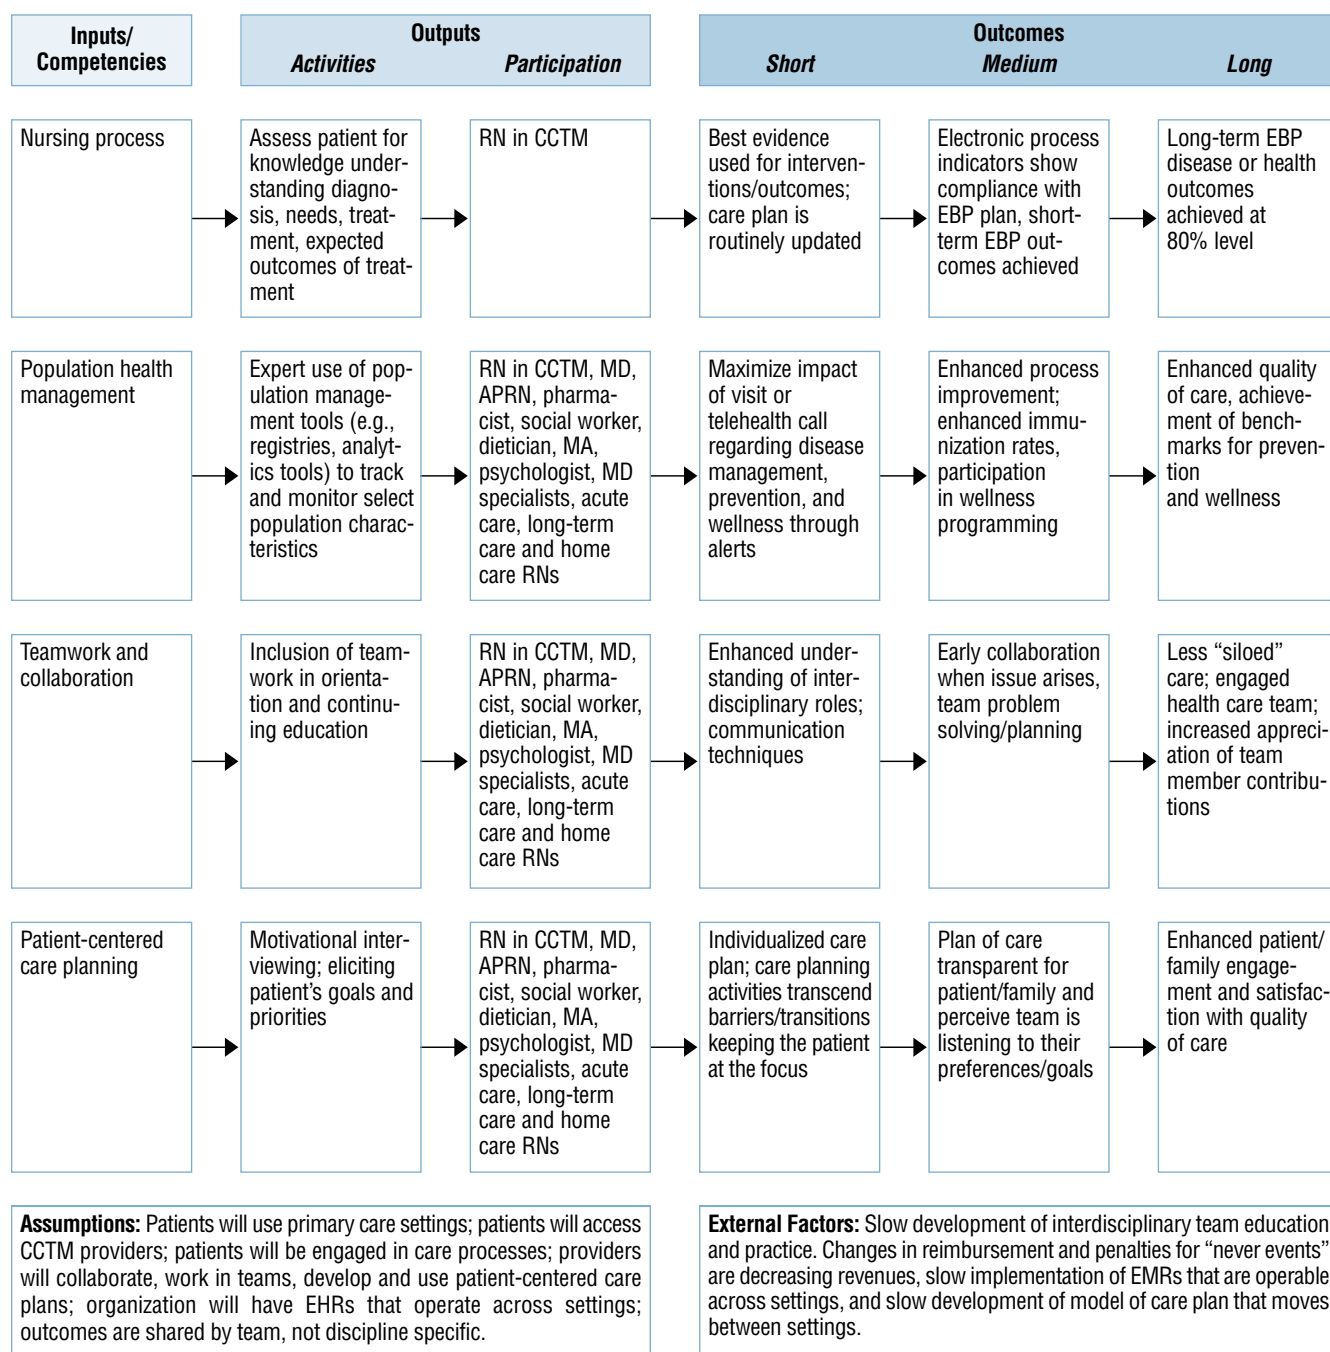 Inputs/
Competencies
Outputs
Activities
Participation
Outcomes
Short
Medium
Long
Nursing process
Assess patient for
knowledge under-
standing diagno-
sis, needs, treat-
ment, expected
outcomes of treat-
ment
RN in CCTM
Best evidence
used for interven-
tions/outcomes;
care plan is
routinely updated
Electronic process
indicators show
compliance with
EBP plan, short-
term EBP out-
comes achieved
Long-term EBP
disease or health
outcomes
achieved at
80% level
Population health
management
Expert use of pop-
ulation manage-
ment tools (e.g.,
registries, analyt-
ics tools) to track
and monitor select
population charac-
teristics
RN in CCTM, MD,
APRN, pharma-
cist, social worker,
dietician, MA,
psychologist, MD
specialists, acute
care, long-term
care and home
care RNs
Maximize impact
of visit or
telehealth call
regarding disease
management,
prevention, and
wellness through
alerts
Enhanced process
improvement;
enhanced immu-
nization rates,
participation
in wellness
programming
Enhanced quality
of care, achieve-
ment of bench-
marks for preven-
tion
and wellness
Teamwork and
collaboration
Inclusion of team-
work in orienta-
tion and continu-
ing education
RN in CCTM, MD,
APRN, pharma-
cist, social worker,
dietician, MA,
psychologist, MD
specialists, acute
care, long-term
care and home
care RNs
Enhanced under-
standing of inter-
disciplinary roles;
communication
techniques
Early collaboration
when issue arises,
team problem
solving/planning
Less “siloed”
care; engaged
health care team;
increased appreci-
ation of team
member contribu-
tions
Patient-centered
care planning
Motivational inter-
viewing; eliciting
patient’s goals and
priorities
RN in CCTM, MD,
APRN, pharma-
cist, social worker,
dietician, MA,
psychologist, MD
specialists, acute
care, long-term
care and home
care RNs
Individualized care
plan; care planning
activities transcend
barriers/transitions
keeping the patient
at the focus
Plan of care
transparent for
patient/family and
perceive team is
listening to their
preferences/goals
Enhanced patient/
family engage-
ment and satisfac-
tion with quality
of care
Assumptions: Patients will use primary care settings; patients will access
CCTM providers; patients will be engaged in care processes; providers
will collaborate, work in teams, develop and use patient-centered care
plans; organization will have EHRs that operate across settings;
outcomes are shared by team, not discipline specific.
External Factors: Slow development of interdisciplinary team education
and practice. Changes in reimbursement and penalties for “never events”
are decreasing revenues, slow implementation of EMRs that are operable
across settings, and slow development of model of care plan that moves
between settings.